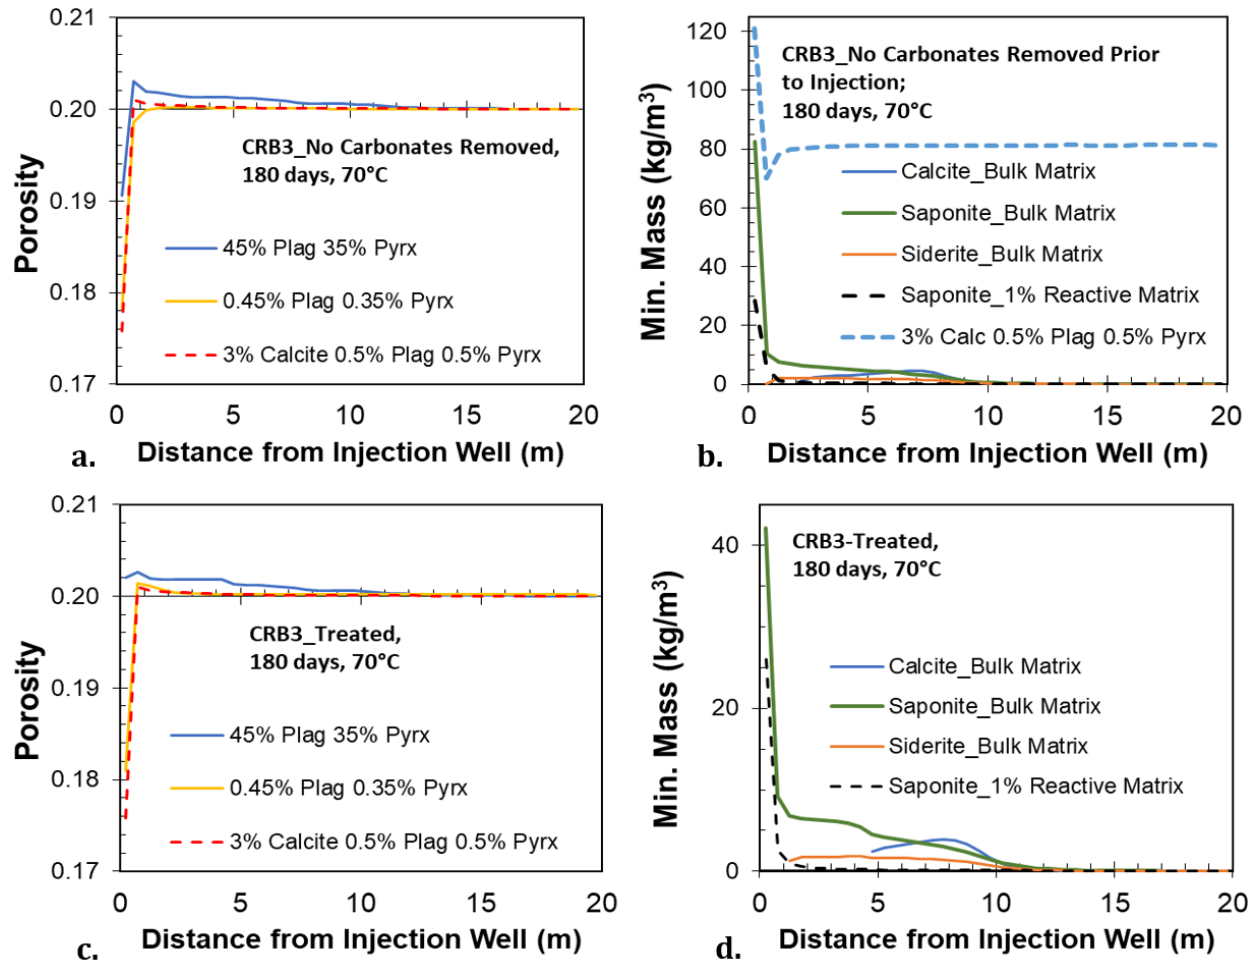 0.21
0.20
0.19
0.18
0.17
Porosity
CRB3_No Carbonates Removed,
180 days, 70°C
45% Plag 35% Pyrx
0.45% Plag 0.35% Pyrx
3% Calcite 0.5% Plag 0.5% Pyrx
0 5 10 15 20
a. Distance from Injection Well (m)
120
100
80
60
40
20
0
Min. Mass (kg/m³)
CRB3_No Carbonates Removed Prior
to Injection;
180 days, 70°C
Calcite_Bulk Matrix
Saponite_Bulk Matrix
Siderite_Bulk Matrix
Saponite_1% Reactive Matrix
3% Calc 0.5% Plag 0.5% Pyrx
0 5 10 15 20
b. Distance from Injection Well (m)
0.21
0.20
0.19
0.18
0.17
Porosity
CRB3_Treated,
180 days, 70°C
45% Plag 35% Pyrx
0.45% Plag 0.35% Pyrx
3% Calcite 0.5% Plag 0.5% Pyrx
0 5 10 15 20
c. Distance from Injection Well (m)
40
20
0
Min. Mass (kg/m³)
CRB3-Treated,
180 days, 70°C
Calcite_Bulk Matrix
Saponite_Bulk Matrix
Siderite_Bulk Matrix
Saponite_1% Reactive Matrix
0 5 10 15 20
d. Distance from Injection Well (m)